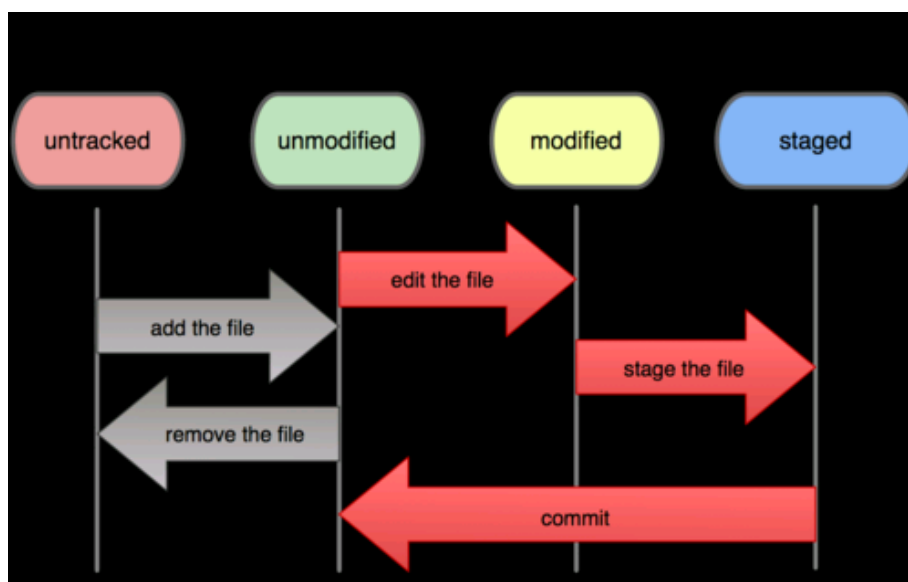 untracked
unmodified
modified
staged
edit the file
add the file
stage the file
remove the file
commit